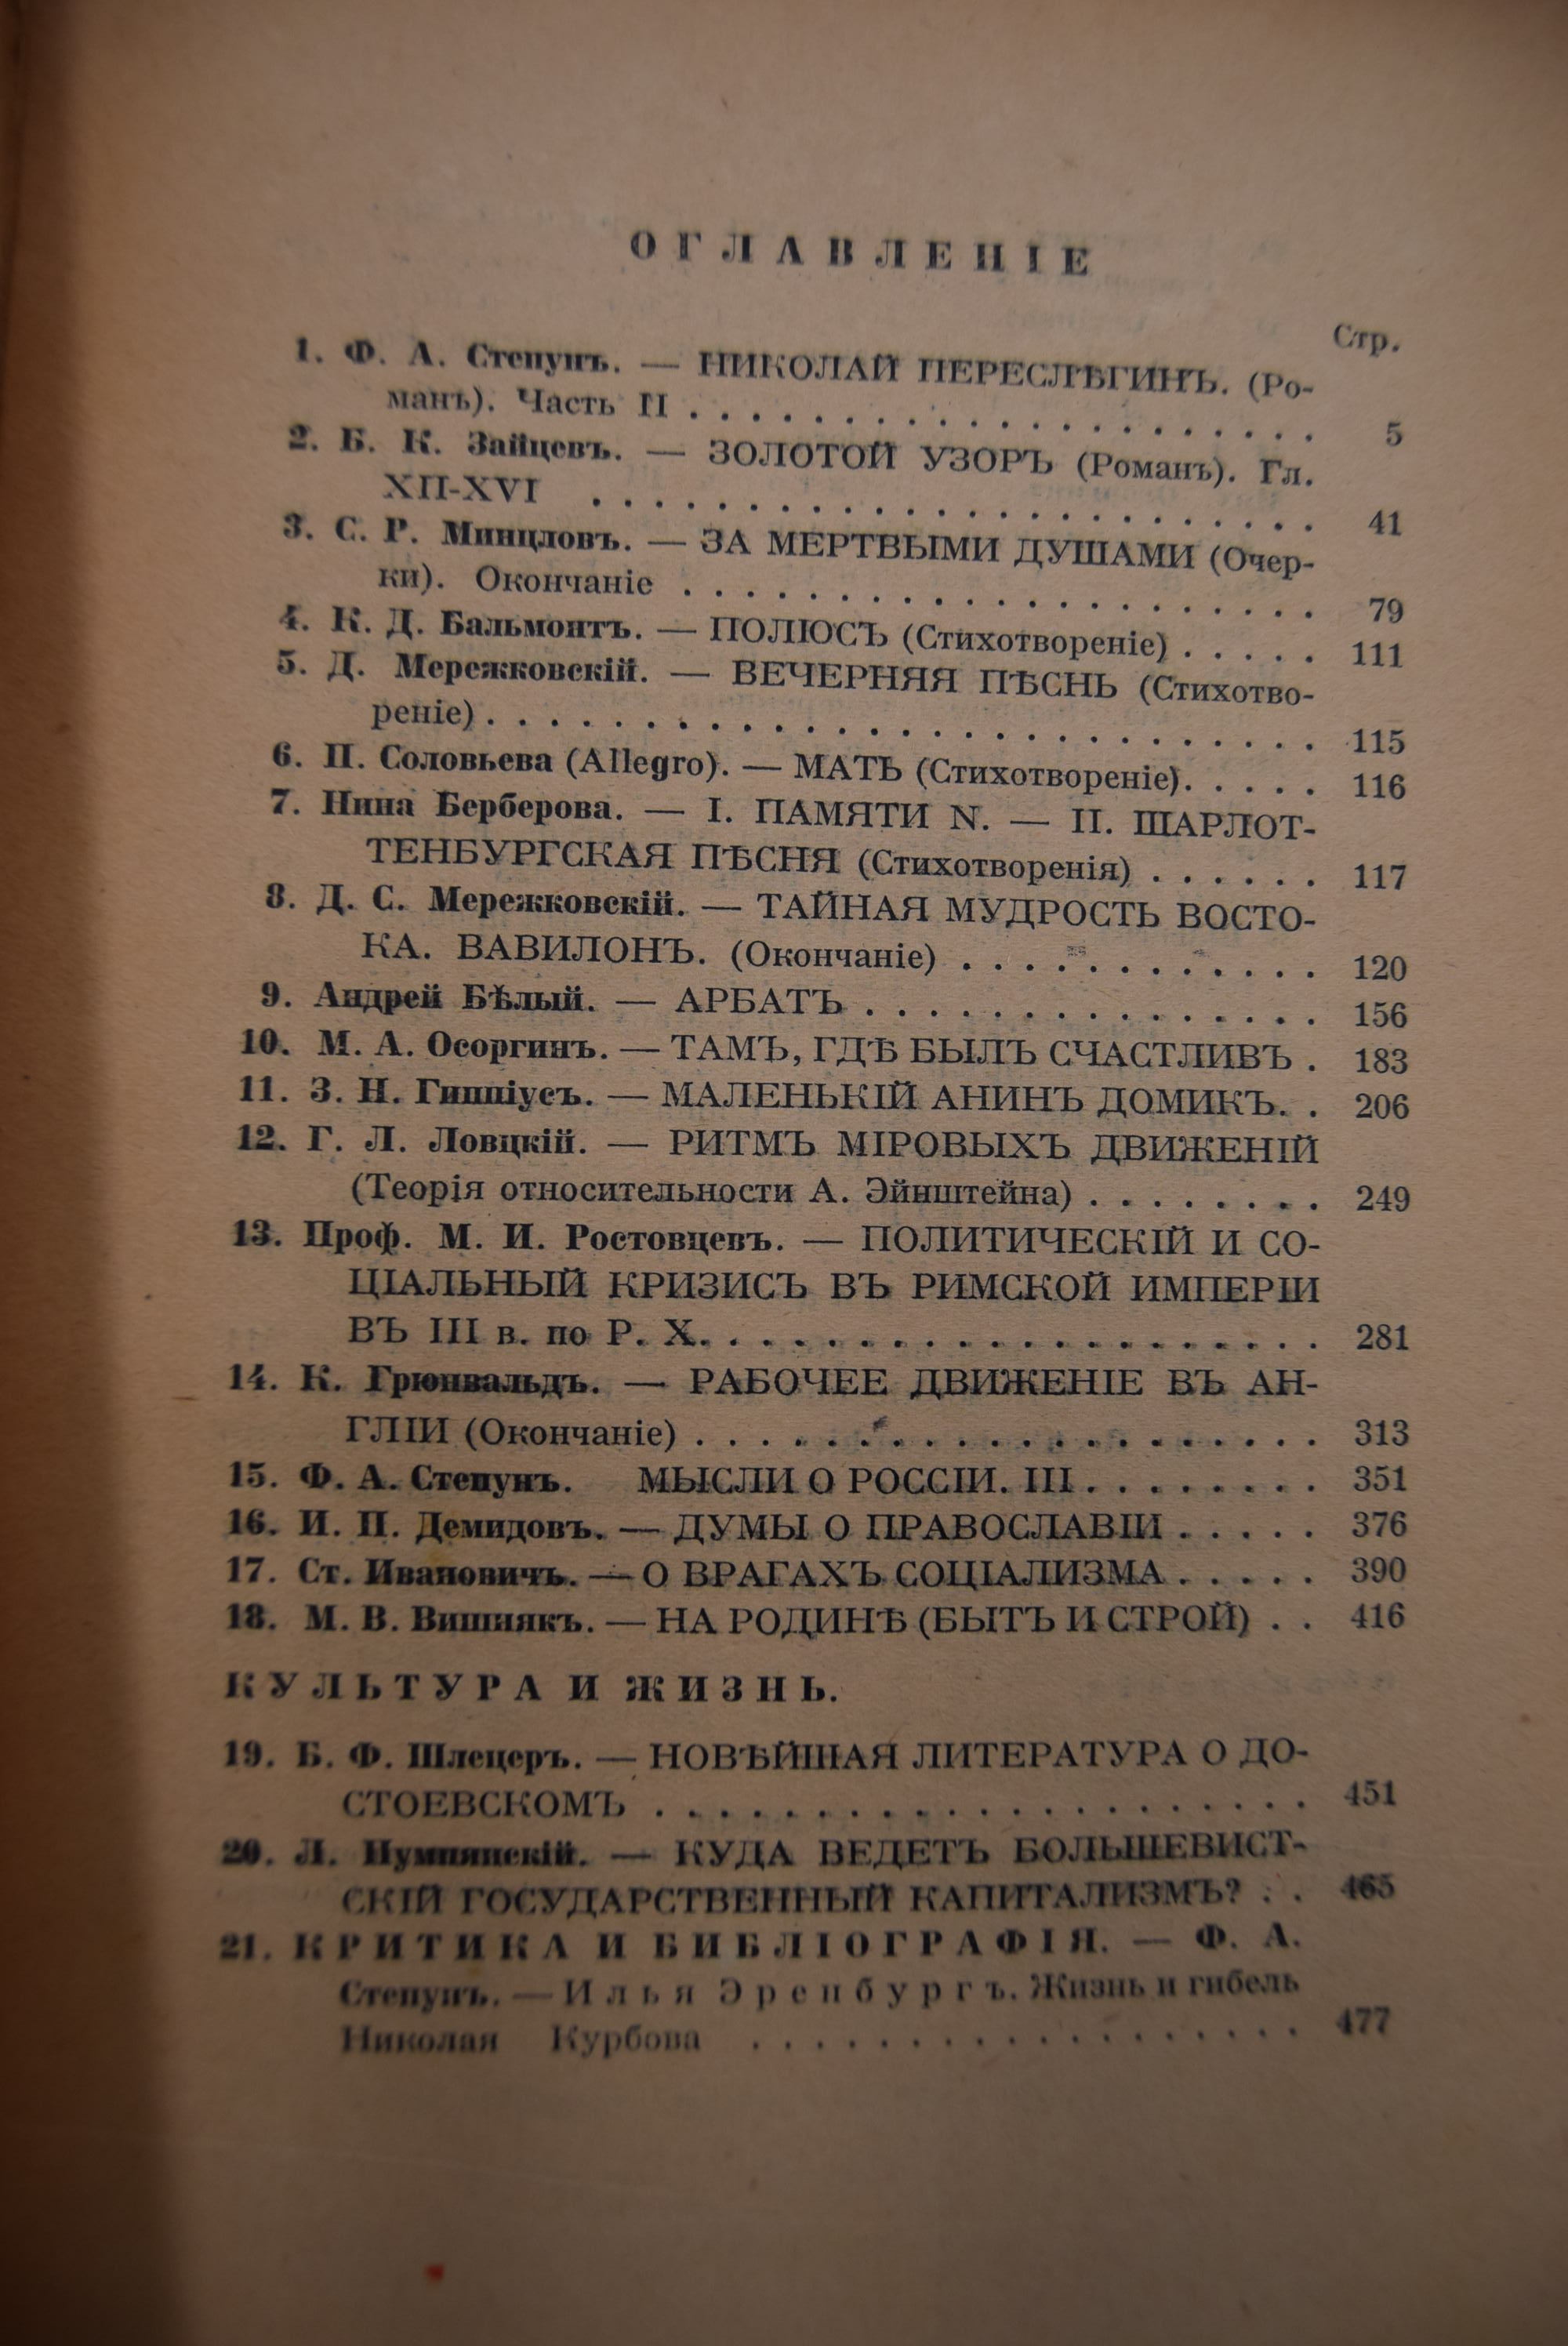 ОГЛАВЛЕНІЕ
Стр.
1. Ф. А. Степунъ. — НИКОЛАЙ ПЕРЕСЛѢГИНЪ. (Ро-
манъ). Часть II . . . . . . . . . . . . . . . . . . . . 5
2. Б. К. Зайцевъ. — ЗОЛОТОЙ УЗОРЪ (Романъ). Гл.
XII-XVI . . . . . . . . . . . . . . . . . . . . . . . 41
3. С. Р. Минцловъ. — ЗА МЕРТВЫМИ ДУШАМИ (Очер-
ки). Окончаніе . . . . . . . . . . . . . . . . . . . . 79
4. К. Д. Бальмонтъ. — ПОЛЮСЪ (Стихотвореніе) . . . . . 111
5. Д. Мережковскій. — ВЕЧЕРНЯЯ ПѢСНЬ (Стихотво-
реніе) . . . . . . . . . . . . . . . . . . . . . . . . . . 115
6. П. Соловьева (Allegro). — МАТЬ (Стихотвореніе). . . . . 116
7. Нина Берберова. — I. ПАМЯТИ N. — II. ШАРЛОТ-
ТЕНБУРГСКАЯ ПѢСНЯ (Стихотворенія) . . . . . . 117
8. Д. С. Мережковскій. — ТАЙНАЯ МУДРОСТЬ ВОСТО-
КА. ВАВИЛОНЪ. (Окончаніе) . . . . . . . . . . . . 120
9. Андрей Бѣлый. — АРБАТЪ . . . . . . . . . . . . . . . 156
10. М. А. Осоргинъ. — ТАМЪ, ГДѢ БЫЛЪ СЧАСТЛИВЪ . 183
11. З. Н. Гиппіусъ. — МАЛЕНЬКІЙ АНИНЪ ДОМИКЪ. . 206
12. Г. Л. Ловцкій. — РИТМЪ МІРОВЫХЪ ДВИЖЕНІЙ
(Теорія относительности А. Эйнштейна) . . . . . . . . 249
13. Проф. М. И. Ростовцевъ. — ПОЛИТИЧЕСКІЙ И СО-
ЦІАЛЬНЫЙ КРИЗИСЪ ВЪ РИМСКОЙ ИМПЕРІИ
ВЪ III в. по Р. Х. . . . . . . . . . . . . . . . . . . . 281
14. К. Грюнвальдъ. — РАБОЧЕЕ ДВИЖЕНІЕ ВЪ АН-
ГЛІИ (Окончаніе) . . . . . . . . . . . . . . . . . . . . 313
15. Ф. А. Степунъ. МЫСЛИ О РОССІИ. III . . . . . . . . 351
16. И. П. Демидовъ. — ДУМЫ О ПРАВОСЛАВІИ . . . . . 376
17. Ст. Ивановичъ. — О ВРАГАХЪ СОЦІАЛИЗМА . . . . . 390
18. М. В. Вишнякъ. — НА РОДИНѢ (БЫТЪ И СТРОЙ) . . 416
КУЛЬТУРА И ЖИЗНЬ.
19. Б. Ф. Шлецеръ. — НОВѢЙШАЯ ЛИТЕРАТУРА О ДО-
СТОЕВСКОМЪ . . . . . . . . . . . . . . . . . . . . . 451
20. Л. Пумпянскій. — КУДА ВЕДЕТЪ БОЛЬШЕВИСТ-
СКІЙ ГОСУДАРСТВЕННЫЙ КАПИТАЛИЗМЪ? . . 465
21. КРИТИКА И БИБЛІОГРАФІЯ. — Ф. А.
Степунъ. — Илья Эренбургъ. Жизнь и гибель
Николая Курбова . . . . . . . . . . . . . . . . . . 477